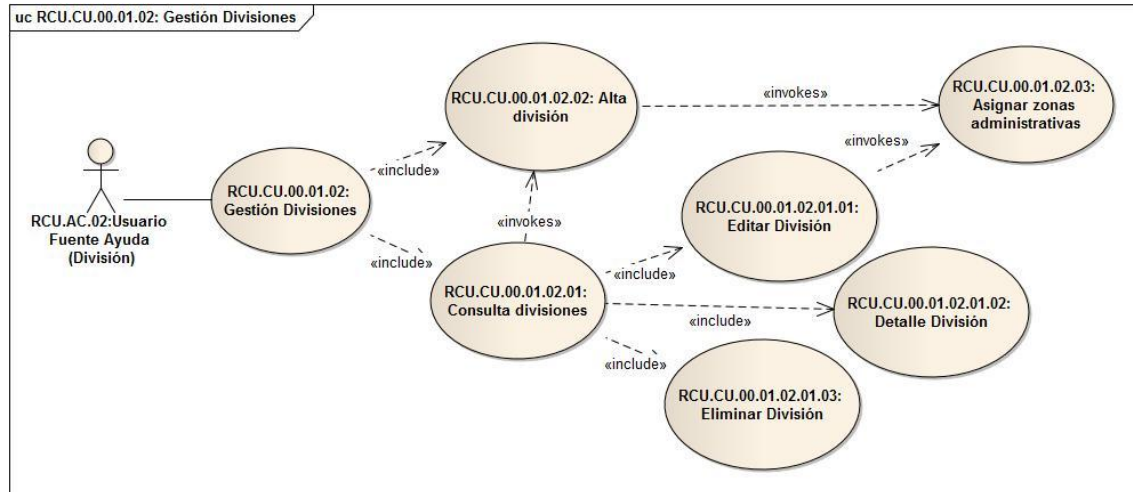 uc RCU.CU.00.01.02: Gestión Divisiones
RCU.CU.00.01.02.02: Alta
división
«invokes»
RCU.CU.00.01.02.03:
Asignar zonas
administrativas
«include»
«invokes»
RCU.AC.02:Usuario
Fuente Ayuda
(División)
RCU.CU.00.01.02:
Gestión Divisiones
«invokes»
RCU.CU.00.01.02.01.01:
Editar División
«include»
RCU.CU.00.01.02.01:
Consulta divisiones
«include»
RCU.CU.00.01.02.01.02:
Detalle División
«include»
«include»
RCU.CU.00.01.02.01.03:
Eliminar División